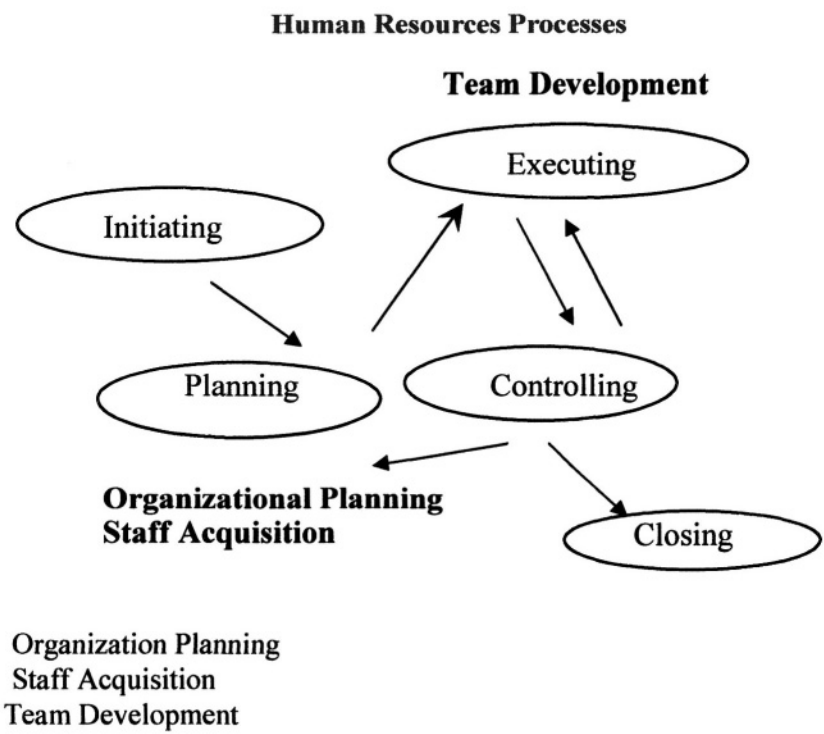 Human Resources Processes
Team Development
Executing
Initiating
Planning
Controlling
Organizational Planning
Staff Acquisition
Closing
Organization Planning
Staff Acquisition
Team Development